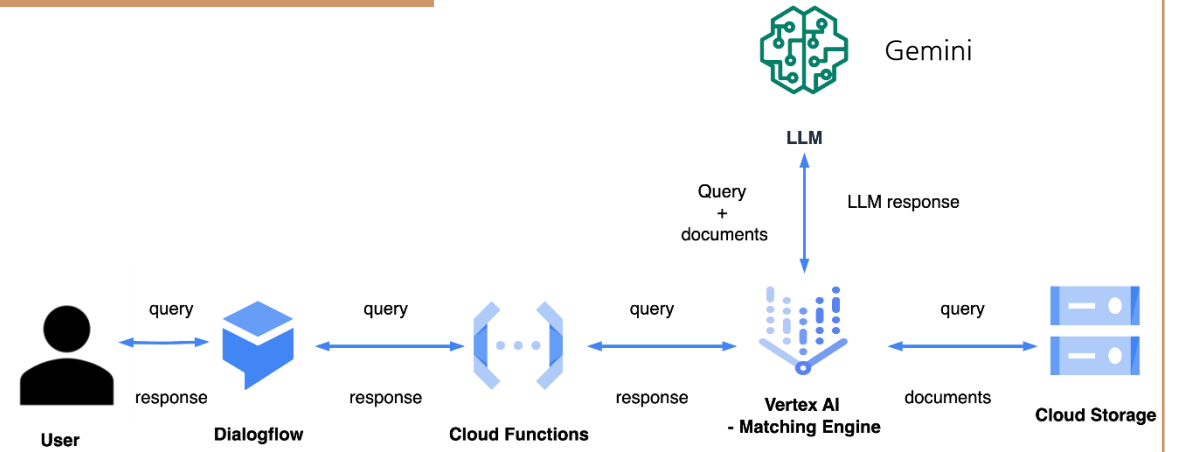 Gemini
LLM
Query
+
documents
LLM response
query
query
query
query
response
response
response
documents
User
Dialogflow
Cloud Functions
Vertex AI
- Matching Engine
Cloud Storage